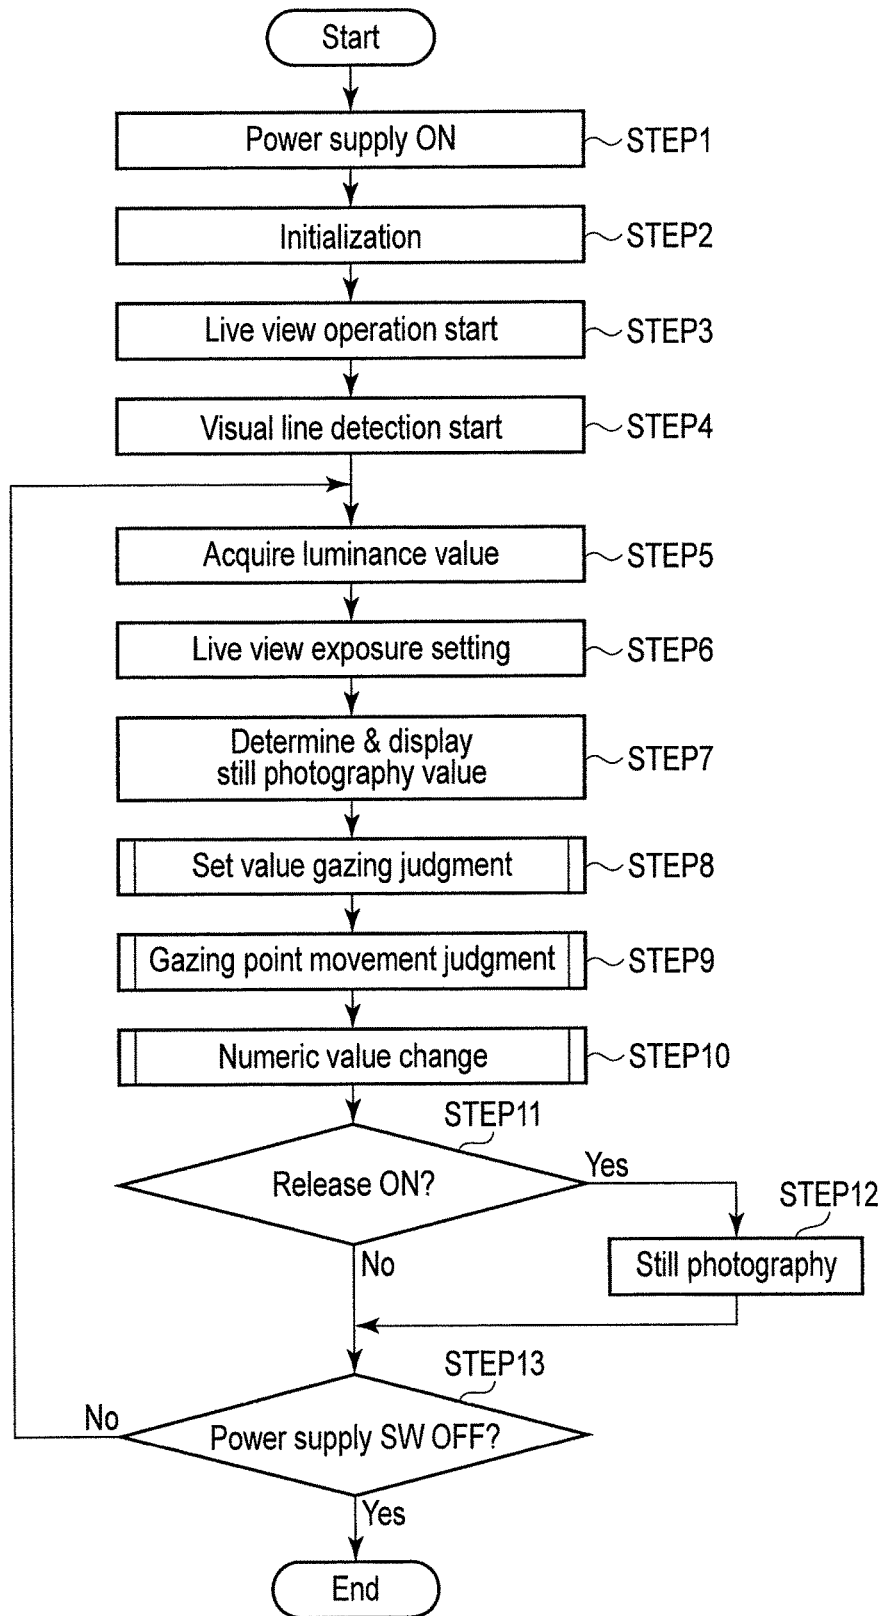 Start
Power supply ON
STEP1
Initialization
STEP2
Live view operation start
STEP3
Visual line detection start
STEP4
Acquire luminance value
STEP5
Live view exposure setting
STEP6
Determine & display
still photography value
STEP7
Set value gazing judgment
STEP8
Gazing point movement judgment
STEP9
Numeric value change
STEP10
STEP11
Release ON?
Yes
No
STEP12
Still photography
STEP13
Power supply SW OFF?
No
Yes
End